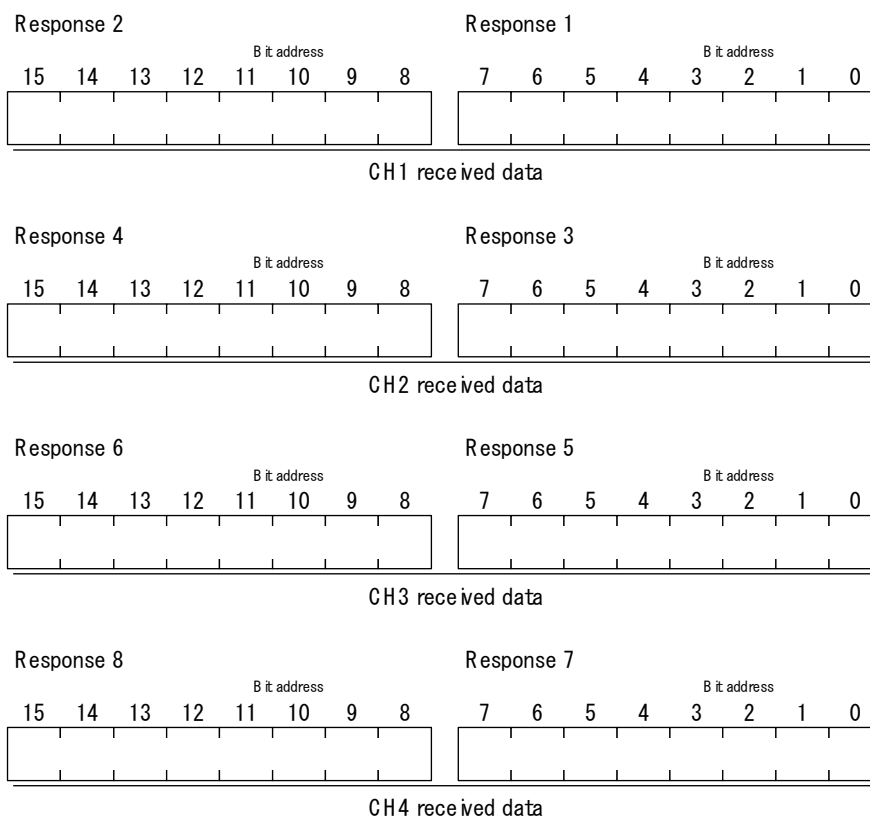 Response 2 Response 1
Bit address Bit address
15 14 13 12 11 10 9 8 7 6 5 4 3 2 1 0
CH1 received data
Response 4 Response 3
Bit address Bit address
15 14 13 12 11 10 9 8 7 6 5 4 3 2 1 0
CH2 received data
Response 6 Response 5
Bit address Bit address
15 14 13 12 11 10 9 8 7 6 5 4 3 2 1 0
CH3 received data
Response 8 Response 7
Bit address Bit address
15 14 13 12 11 10 9 8 7 6 5 4 3 2 1 0
CH4 received data